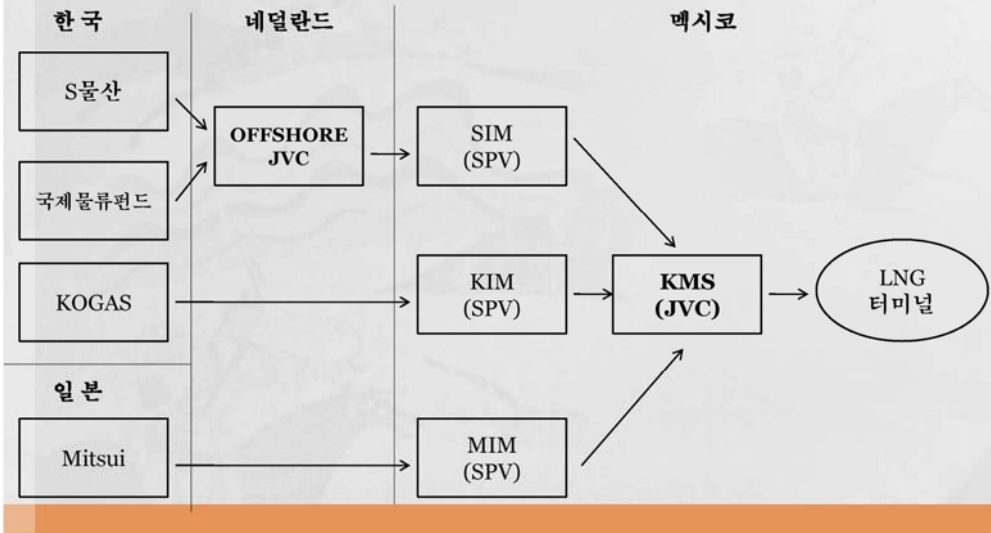 한 국
네덜란드
멕시코
S물산
OFFSHORE
JVC
SIM
(SPV)
국제물류펀드
KOGAS
KIM
(SPV)
KMS
(JVC)
LNG
터미널
일 본
Mitsui
MIM
(SPV)